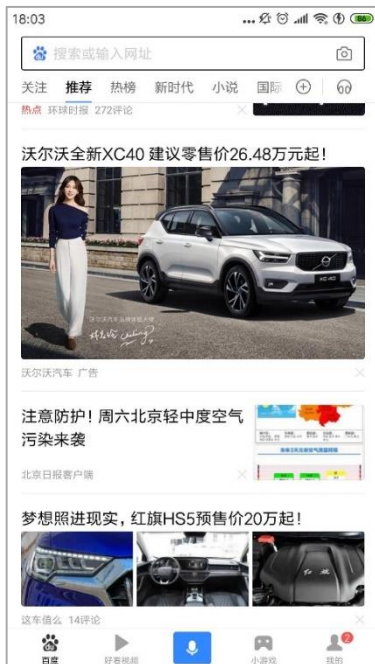 18:03
搜索或输入网址
关注 推荐 热榜 新时代 小说 国际
热点 环球时报 272评论
沃尔沃全新XC40 建议零售价26.48万元起！
XC 40
沃尔沃汽车 广告
注意防护！周六北京轻中度空气
污染来袭
北京日报客户端
梦想照进现实，红旗HS5预售价20万起！
这车值么 14评论
2
百度 好看视频 小游戏 我的